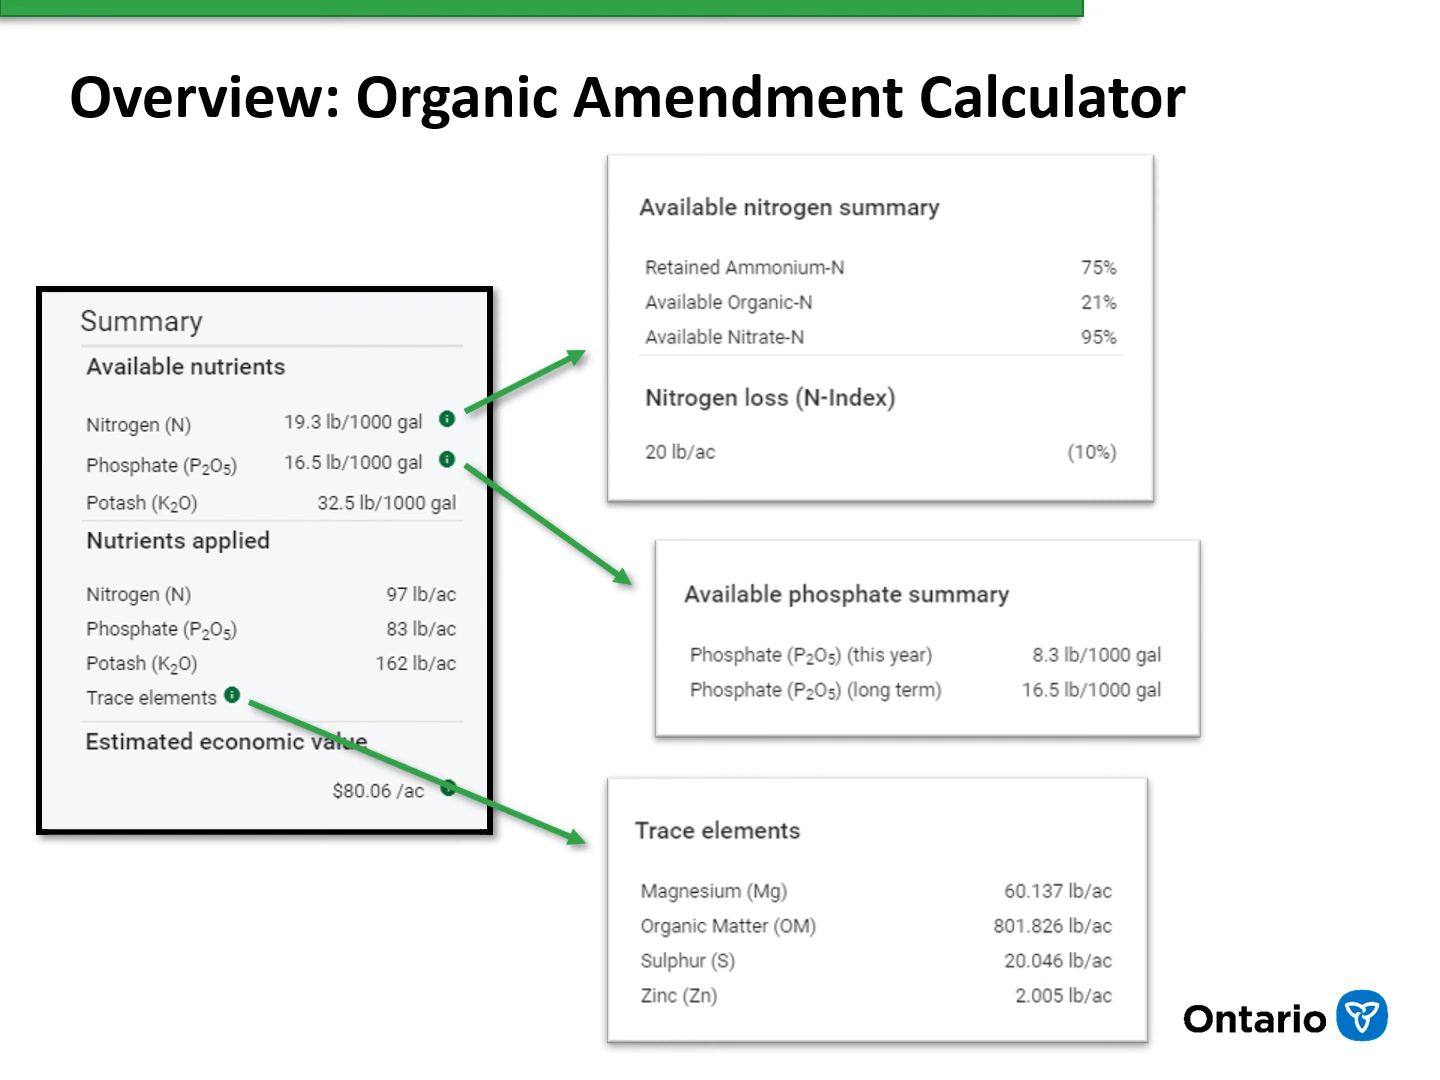 Overview: Organic Amendment Calculator
Summary
Available nutrients
Nitrogen (N) 19.3 lb/1000 gal
Phosphate (P₂O₅) 16.5 lb/1000 gal
Potash (K₂O) 32.5 lb/1000 gal
Nutrients applied
Nitrogen (N) 97 lb/ac
Phosphate (P₂O₅) 83 lb/ac
Potash (K₂O) 162 lb/ac
Trace elements
Estimated economic value
$80.06 /ac
Available nitrogen summary
Retained Ammonium-N 75%
Available Organic-N 21%
Available Nitrate-N 95%
Nitrogen loss (N-Index)
20 lb/ac (10%)
Available phosphate summary
Phosphate (P₂O₅) (this year) 8.3 lb/1000 gal
Phosphate (P₂O₅) (long term) 16.5 lb/1000 gal
Trace elements
Magnesium (Mg) 60.137 lb/ac
Organic Matter (OM) 801.826 lb/ac
Sulphur (S) 20.046 lb/ac
Zinc (Zn) 2.005 lb/ac
Ontario